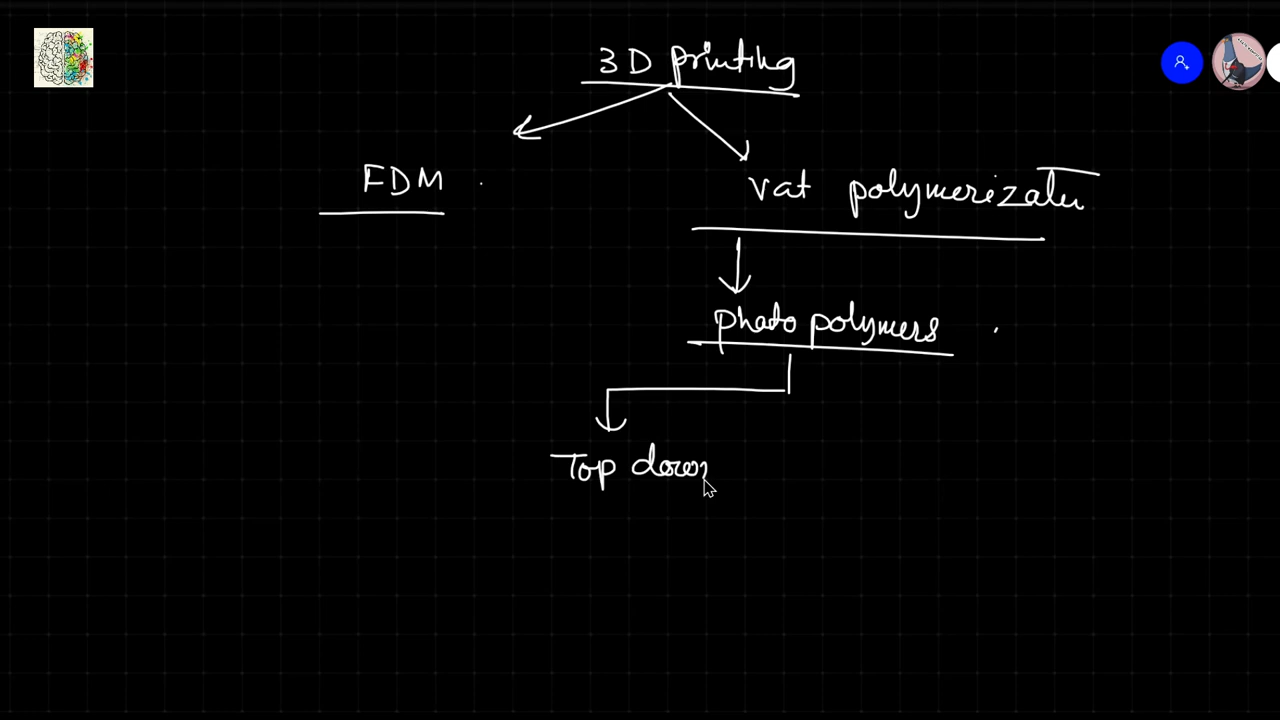 3D printing
FDM
vat polymerization
photo polymers
Top down